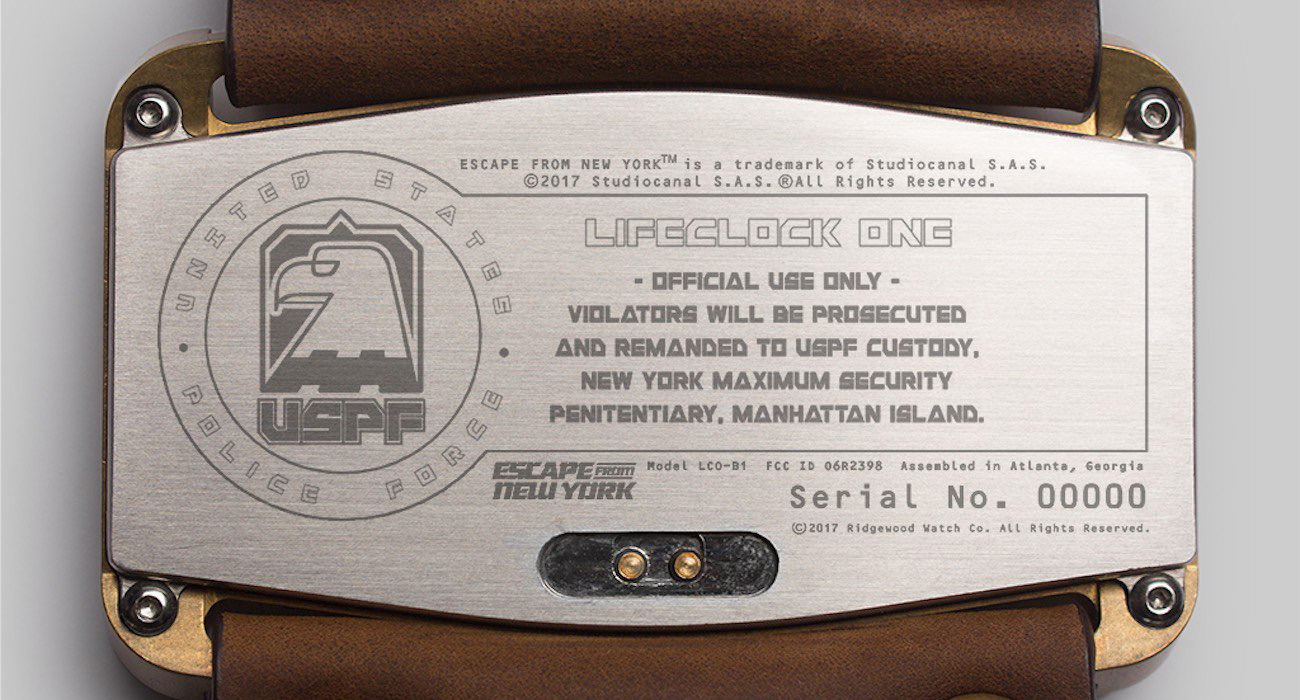 ESCAPE FROM NEW YORK™ is a trademark of Studiocanal S.A.S.
©2017 Studiocanal S.A.S. ®All Rights Reserved.
UNITED STATES
• POLICE FORCE •
USPF
LIFECLOCK ONE
- OFFICIAL USE ONLY -
VIOLATORS WILL BE PROSECUTED
AND REMANDED TO USPF CUSTODY,
NEW YORK MAXIMUM SECURITY
PENITENTIARY, MANHATTAN ISLAND.
ESCAPE FROM
NEW YORK
Model LCO-B1 FCC ID 06R2398 Assembled in Atlanta, Georgia
Serial No. 00000
©2017 Ridgewood Watch Co. All Rights Reserved.